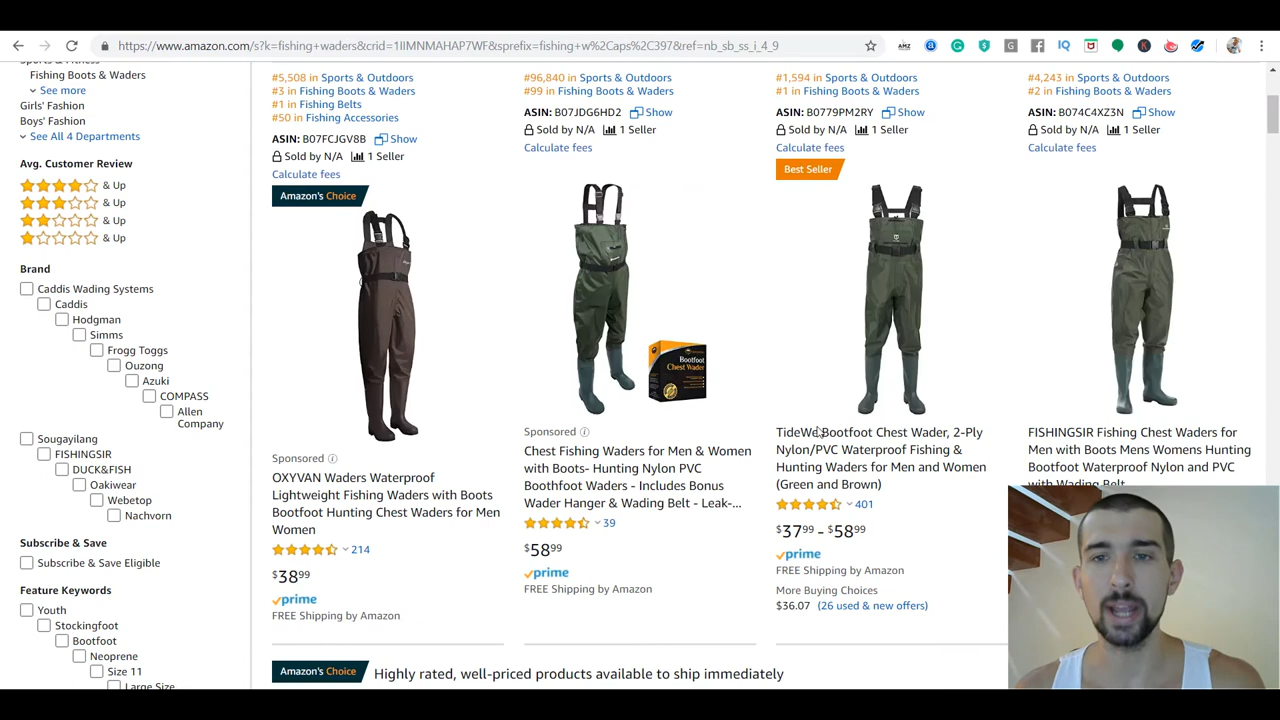 https://www.amazon.com/s?k=fishing+waders&crid=1IIMNMAHAP7WF&sprefix=fishing+w%2Caps%2C397&ref=nb_sb_ss_i_4_9
Fishing Boots & Waders
See more
Girls' Fashion
Boys' Fashion
See All 4 Departments
Avg. Customer Review
& Up
& Up
& Up
& Up
Brand
Caddis Wading Systems
Caddis
Hodgman
Simms
Frogg Toggs
Ouzong
Azuki
COMPASS
Allen
Company
Sougayilang
FISHINGSIR
DUCK&FISH
Oakiwear
Webetop
Nachvorn
Subscribe & Save
Subscribe & Save Eligible
Feature Keywords
Youth
Stockingfoot
Bootfoot
Neoprene
Size 11
Large Size
#5,508 in Sports & Outdoors
#3 in Fishing Boots & Waders
#1 in Fishing Belts
#50 in Fishing Accessories
ASIN: B07FCJGV8B Show
Sold by N/A 1 Seller
Calculate fees
Amazon's Choice
Sponsored
OXYVAN Waders Waterproof
Lightweight Fishing Waders with Boots
Bootfoot Hunting Chest Waders for Men
Women
214
$3899
prime
FREE Shipping by Amazon
#96,840 in Sports & Outdoors
#99 in Fishing Boots & Waders
ASIN: B07JDG6HD2 Show
Sold by N/A 1 Seller
Calculate fees
Bootfoot
Chest Wader
Sponsored
Chest Fishing Waders for Men & Women
with Boots- Hunting Nylon PVC
Boothfoot Waders - Includes Bonus
Wader Hanger & Wading Belt - Leak-...
39
$5899
prime
FREE Shipping by Amazon
#1,594 in Sports & Outdoors
#1 in Fishing Boots & Waders
ASIN: B0779PM2RY Show
Sold by N/A 1 Seller
Calculate fees
Best Seller
TideWe Bootfoot Chest Wader, 2-Ply
Nylon/PVC Waterproof Fishing &
Hunting Waders for Men and Women
(Green and Brown)
401
$3799 - $5899
prime
FREE Shipping by Amazon
More Buying Choices
$36.07 (26 used & new offers)
#4,243 in Sports & Outdoors
#2 in Fishing Boots & Waders
ASIN: B074C4XZ3N Show
Sold by N/A 1 Seller
Calculate fees
FISHINGSIR Fishing Chest Waders for
Men with Boots Mens Womens Hunting
Bootfoot Waterproof Nylon and PVC
with Wading Belt
Amazon's Choice Highly rated, well-priced products available to ship immediately